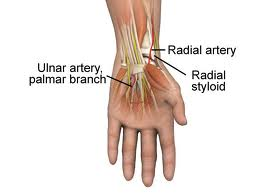 Radial artery
Ulnar artery,
palmar branch
Radial
styloid